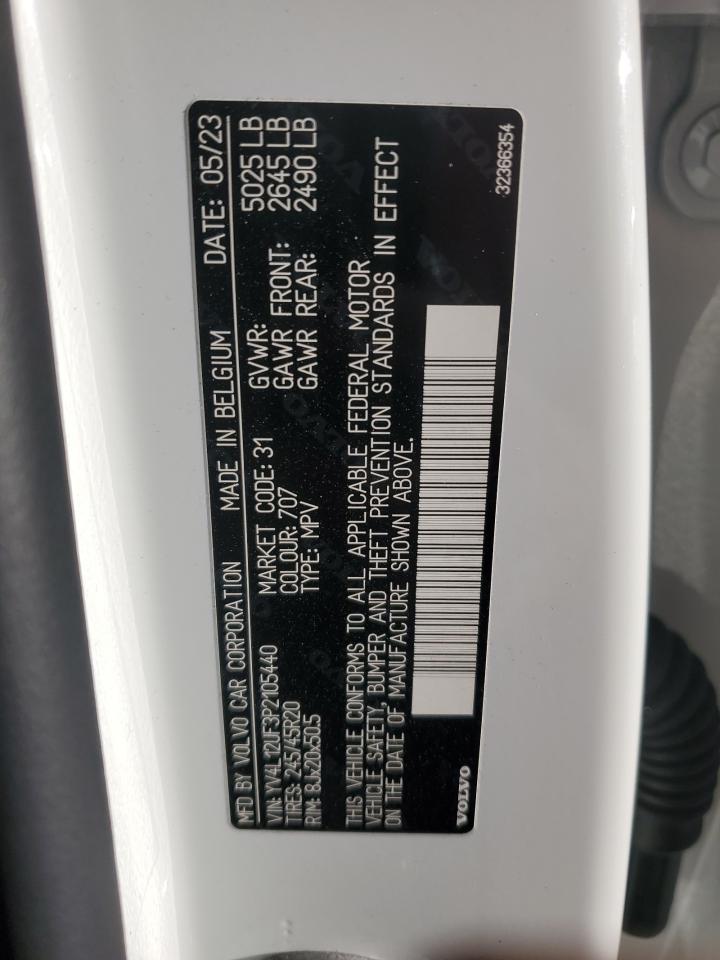 MFD BY VOLVO CAR CORPORATION MADE IN BELGIUM DATE: 05/23
VIN: YV4L12UF3P2105440 MARKET CODE: 31 GVWR: 5025 LB
TIRES: 245/45R20 COLOUR: 707 GAWR FRONT: 2645 LB
RIM: 8Jx20x50.5 TYPE: MPV GAWR REAR: 2490 LB
THIS VEHICLE CONFORMS TO ALL APPLICABLE FEDERAL MOTOR
VEHICLE SAFETY, BUMPER AND THEFT PREVENTION STANDARDS IN EFFECT
ON THE DATE OF MANUFACTURE SHOWN ABOVE.
VOLVO 32366354